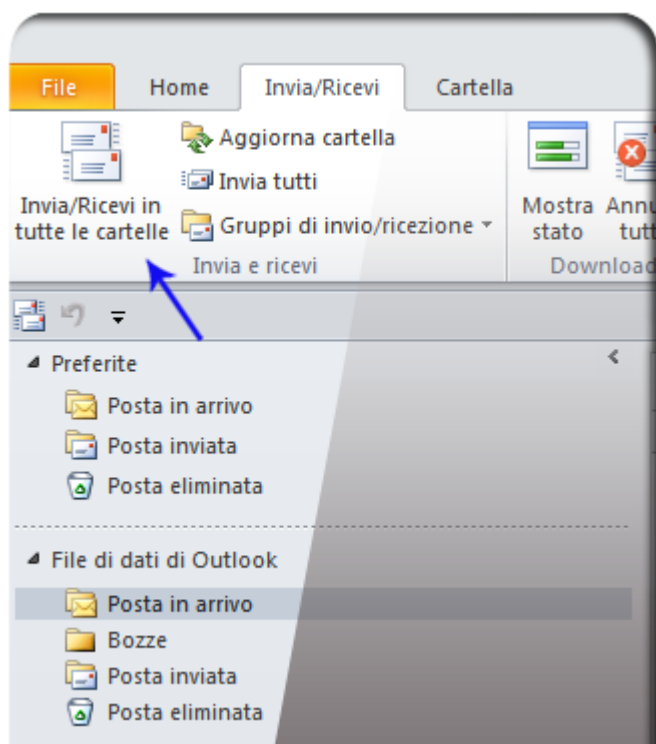 File Home Invia/Ricevi Cartella
Aggiorna cartella
Invia tutti
Gruppi di invio/ricezione
Invia/Ricevi in
tutte le cartelle
Invia e ricevi
Mostra
stato
Preferite
Posta in arrivo
Posta inviata
Posta eliminata
File di dati di Outlook
Posta in arrivo
Bozze
Posta inviata
Posta eliminata